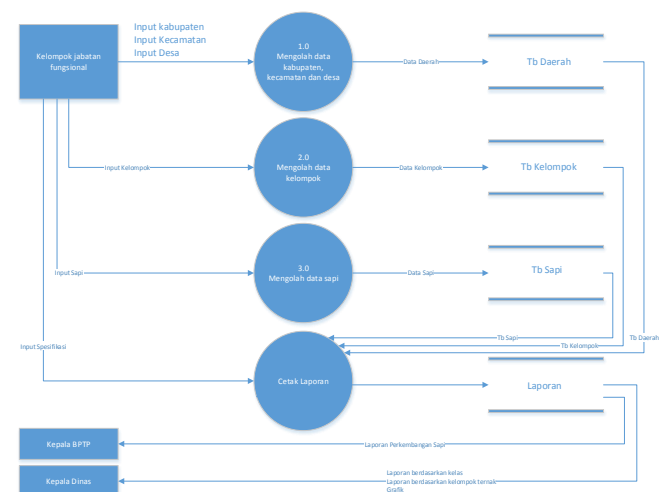 Input kabupaten
Input Kecamatan
Input Desa
Kelompok jabatan
fungsional
1.0
Mengolah data
kabupaten,
kecamatan dan desa
Data Daerah
Tb Daerah
Input Kelompok
2.0
Mengolah data
kelompok
Data Kelompok
Tb Kelompok
Input Sapi
3.0
Mengolah data sapi
Data Sapi
Tb Sapi
Tb Sapi
Tb Kelompok
Tb Daerah
Input Spesifikasi
Cetak Laporan
Laporan
Kepala BPTP
Laporan Perkembangan Sapi
Kepala Dinas
Laporan berdasarkan kelas
Laporan berdasarkan kelompok ternak
Grafik